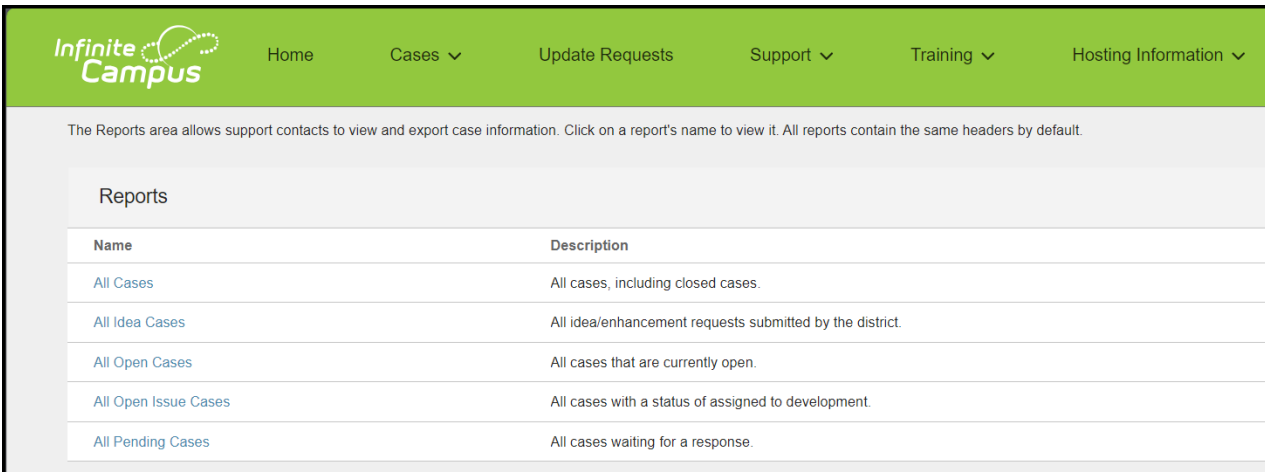 Infinite Campus
Home Cases Update Requests Support Training Hosting Information
The Reports area allows support contacts to view and export case information. Click on a report's name to view it. All reports contain the same headers by default.
Reports
Name Description
All Cases All cases, including closed cases.
All Idea Cases All idea/enhancement requests submitted by the district.
All Open Cases All cases that are currently open.
All Open Issue Cases All cases with a status of assigned to development.
All Pending Cases All cases waiting for a response.